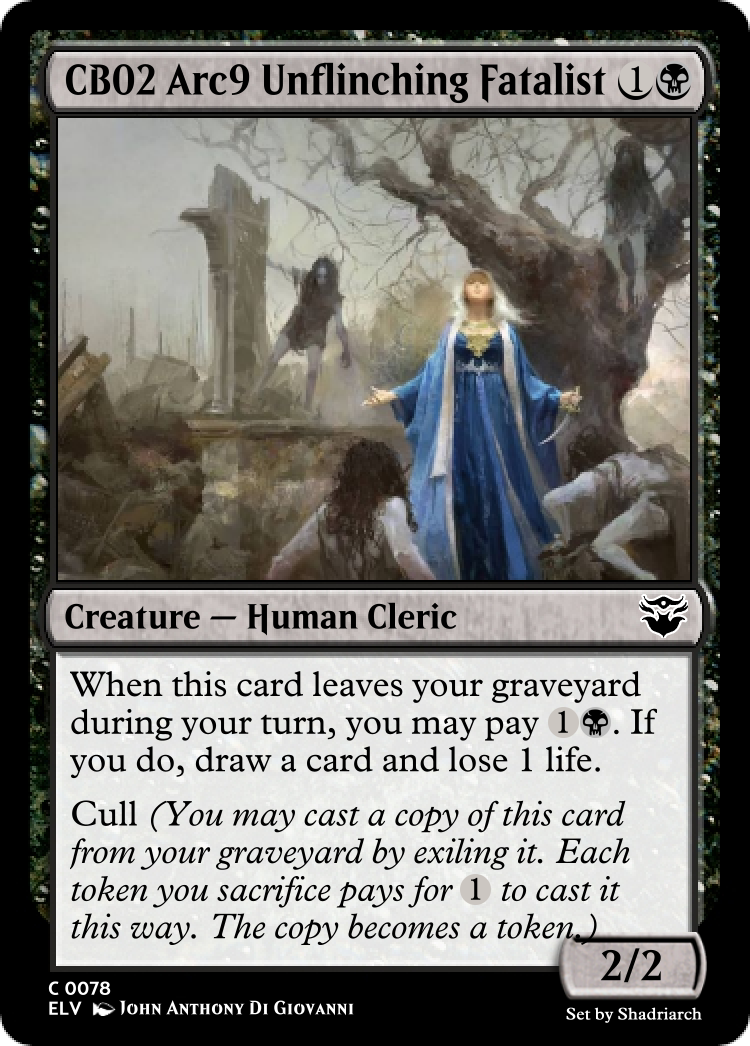 CB02 Arc9 Unflinching Fatalist 1
Creature — Human Cleric
When this card leaves your graveyard
during your turn, you may pay 1. If
you do, draw a card and lose 1 life.
Cull (You may cast a copy of this card
from your graveyard by exiling it. Each
token you sacrifice pays for 1 to cast it
this way. The copy becomes a token.)
2/2
C 0078
ELV John Anthony Di Giovanni
Set by Shadriarch